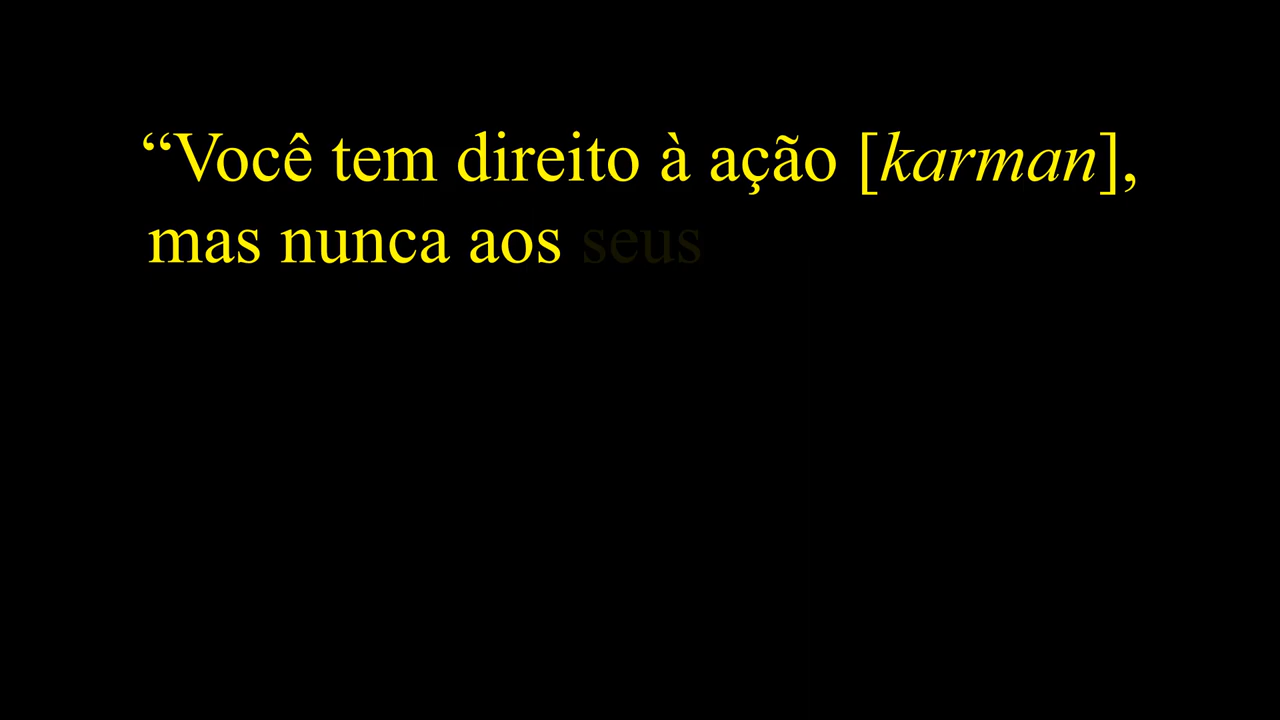 “Você tem direito à ação [karman],
mas nunca aos seus